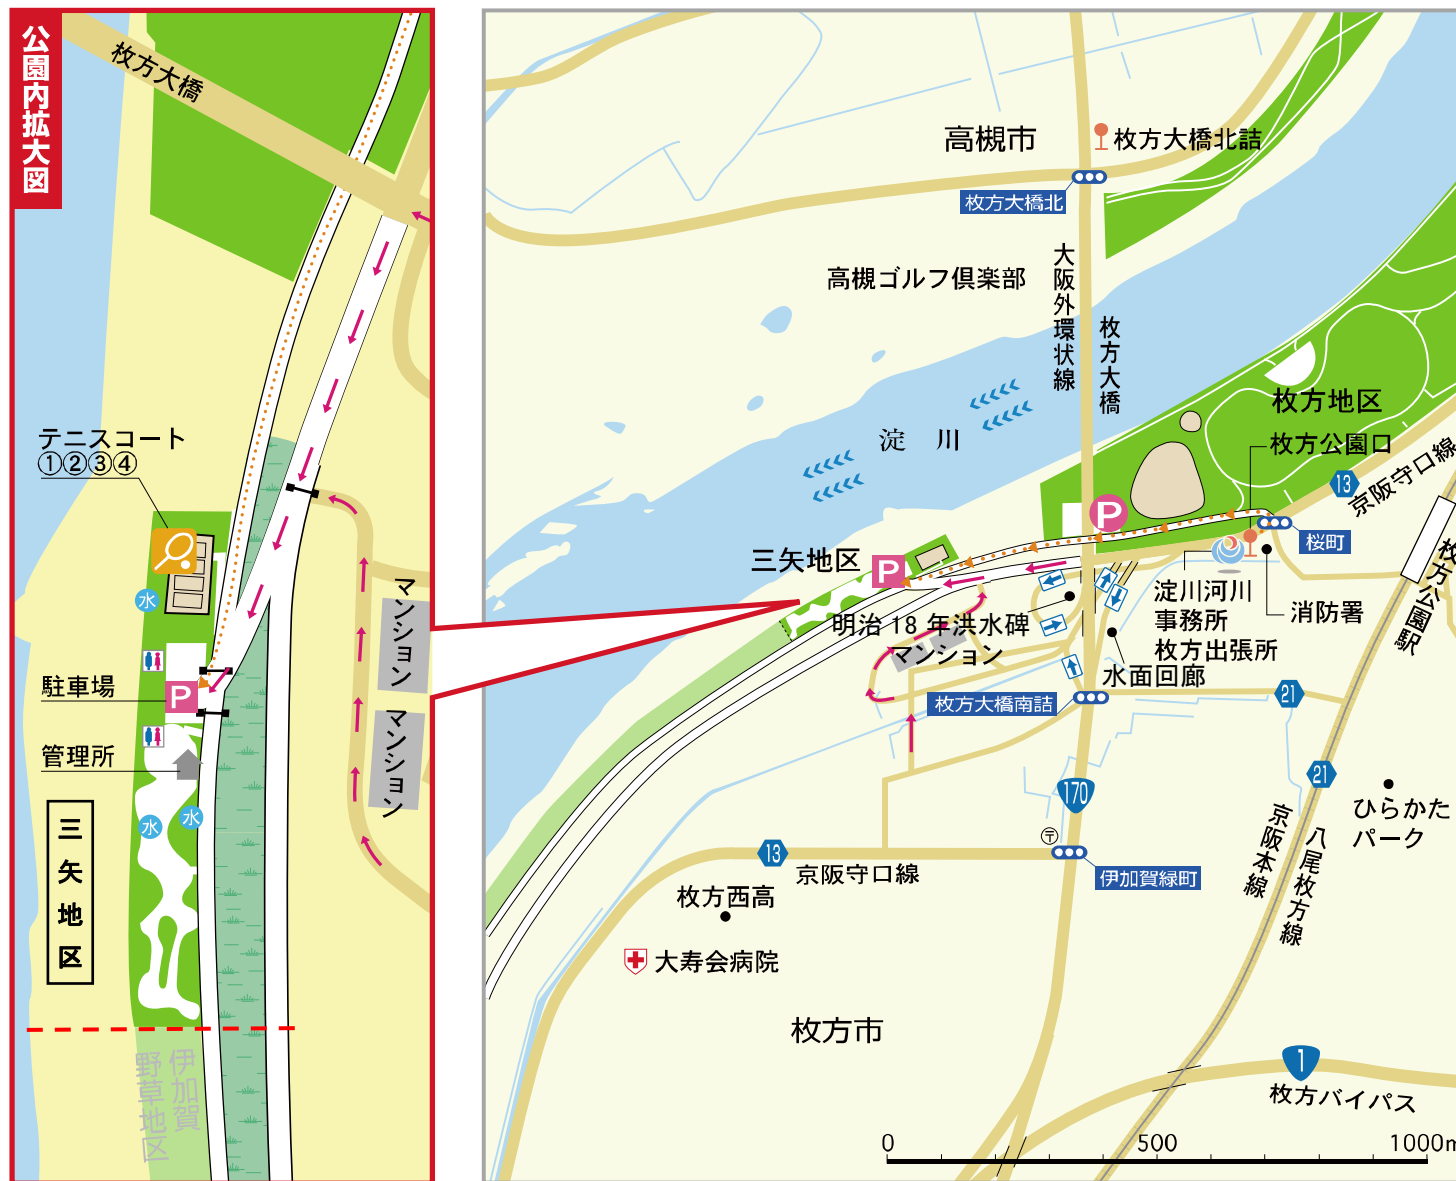 公園内拡大図
枚方大橋
テニスコート
①②③④
水
駐車場
P
管理所
水
水
三矢地区
マンション
マンション
伊加賀
野草地区
高槻市
枚方大橋北詰
枚方大橋北
高槻ゴルフ倶楽部
大阪外環状線
枚方大橋
淀 川
枚方地区
枚方公園口
13
京阪守口線
桜町
P
三矢地区
P
淀川河川
事務所
枚方出張所
消防署
枚方公園駅
明治18年洪水碑
マンション
水面回廊
枚方大橋南詰
21
21
170
ひらかた
パーク
京阪本線
八尾枚方線
〒
13
京阪守口線
伊加賀緑町
枚方西高
大寿会病院
枚方市
1
枚方バイパス
0
500
1000m